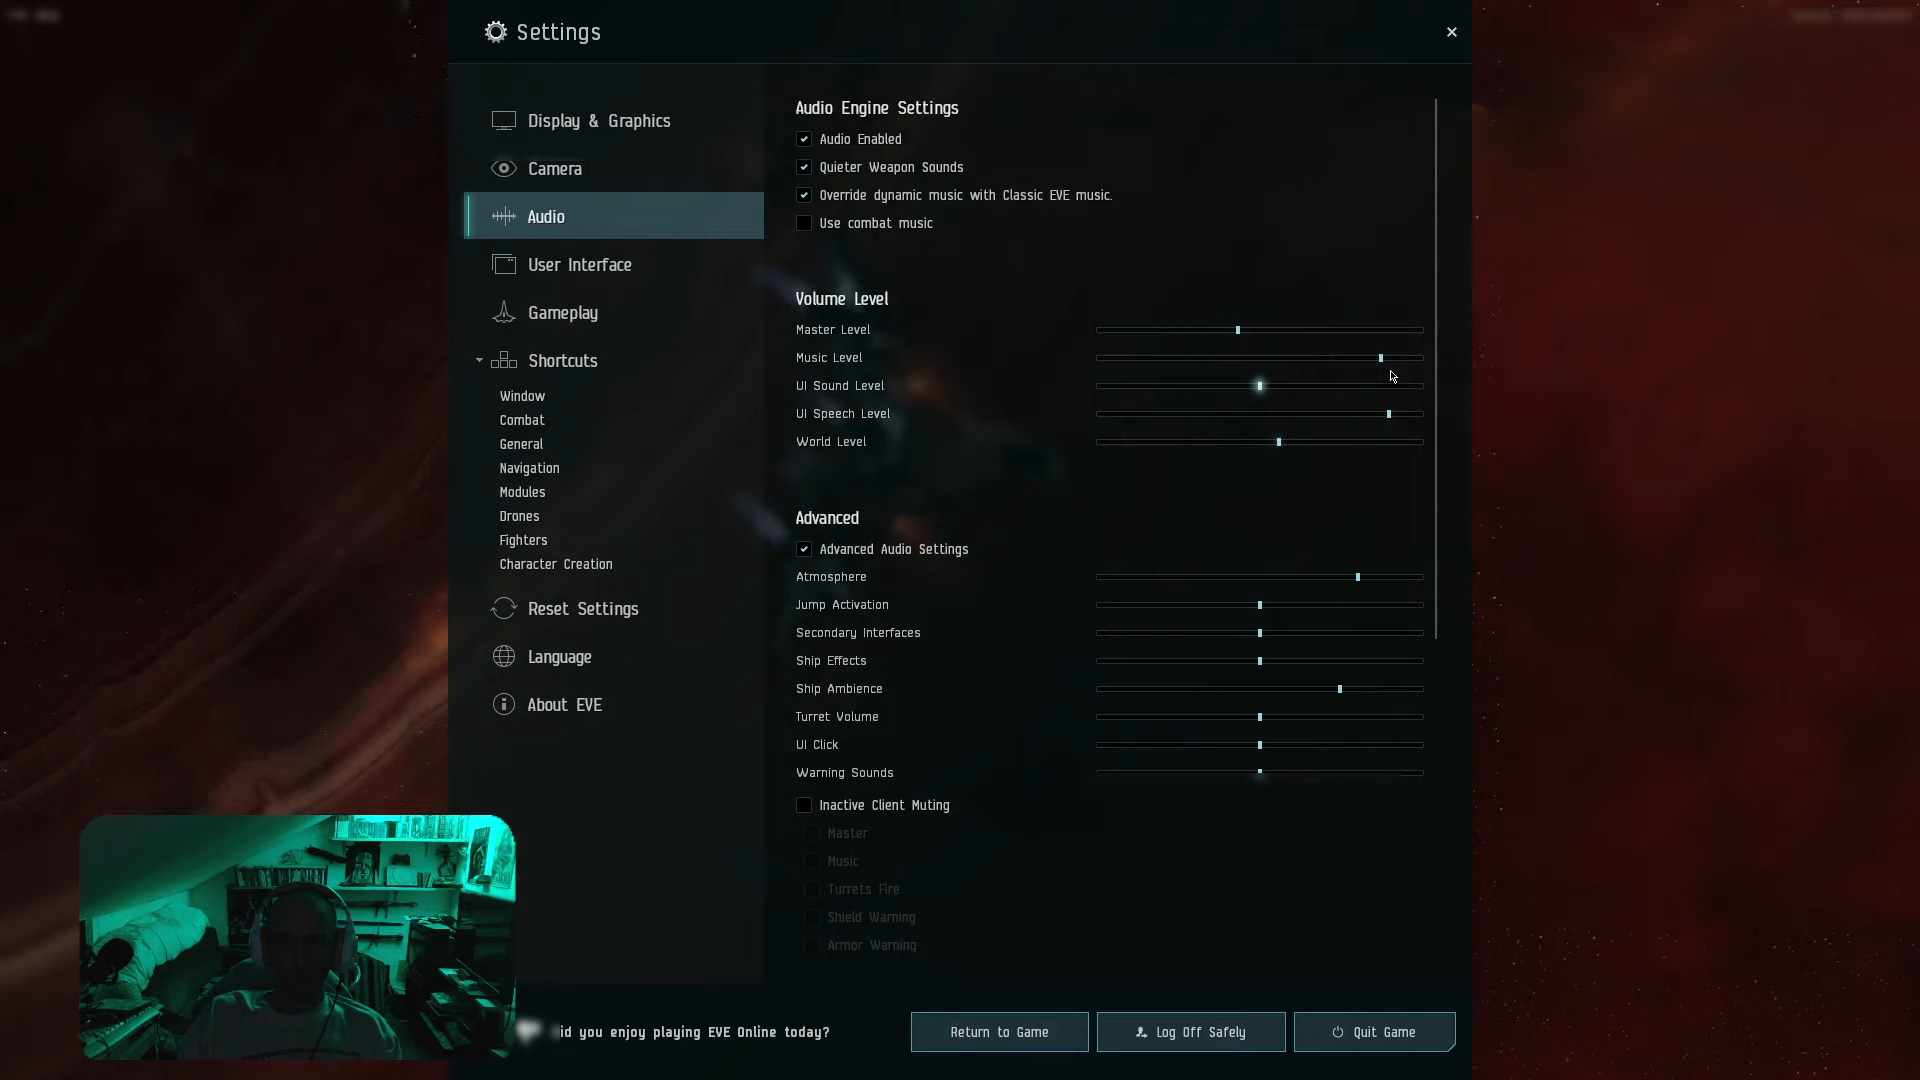 Settings
Display & Graphics
Camera
Audio
User Interface
Gameplay
Shortcuts
Window
Combat
General
Navigation
Modules
Drones
Fighters
Character Creation
Reset Settings
Language
About EVE
Audio Engine Settings
Audio Enabled
Quieter Weapon Sounds
Override dynamic music with Classic EVE music.
Use combat music
Volume Level
Master Level
Music Level
UI Sound Level
UI Speech Level
World Level
Advanced
Advanced Audio Settings
Atmosphere
Jump Activation
Secondary Interfaces
Ship Effects
Ship Ambience
Turret Volume
UI Click
Warning Sounds
Inactive Client Muting
Master
Music
Turrets Fire
Shield Warning
Armor Warning
id you enjoy playing EVE Online today?
Return to Game
Log Off Safely
Quit Game